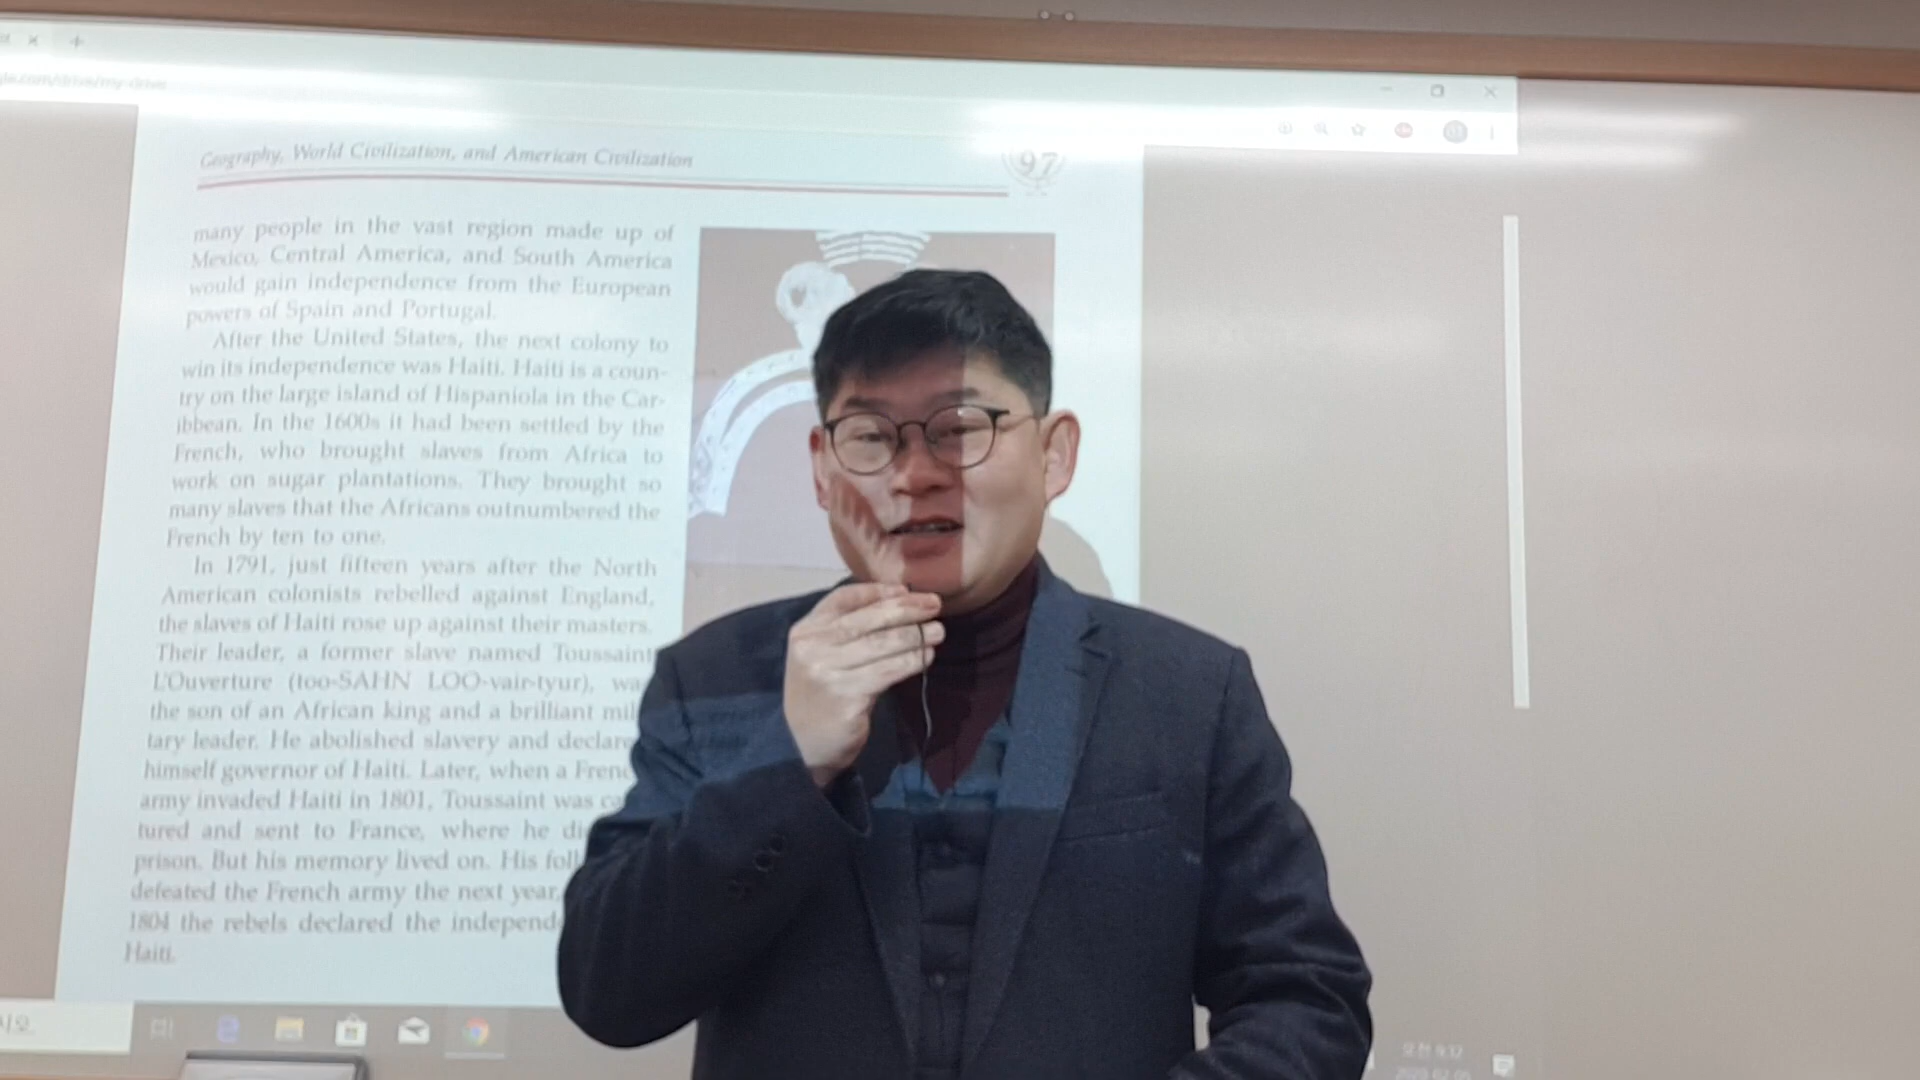 Geography, World Civilization, and American Civilization
97
many people in the vast region made up of
Mexico, Central America, and South America
would gain independence from the European
powers of Spain and Portugal.
After the United States, the next colony to
win its independence was Haiti. Haiti is a coun-
try on the large island of Hispaniola in the Car-
ibbean. In the 1600s it had been settled by the
French, who brought slaves from Africa to
work on sugar plantations. They brought so
many slaves that the Africans outnumbered the
French by ten to one.
In 1791, just fifteen years after the North
American colonists rebelled against England,
the slaves of Haiti rose up against their masters.
Their leader, a former slave named Toussaint
L'Ouverture (too-SAHN LOO-vair-tyur), wa
the son of an African king and a brilliant mil
tary leader. He abolished slavery and declare
himself governor of Haiti. Later, when a Frenc
army invaded Haiti in 1801, Toussaint was ca
tured and sent to France, where he di
prison. But his memory lived on. His foll
defeated the French army the next year,
1804 the rebels declared the independe
Haiti.
오전 9:12